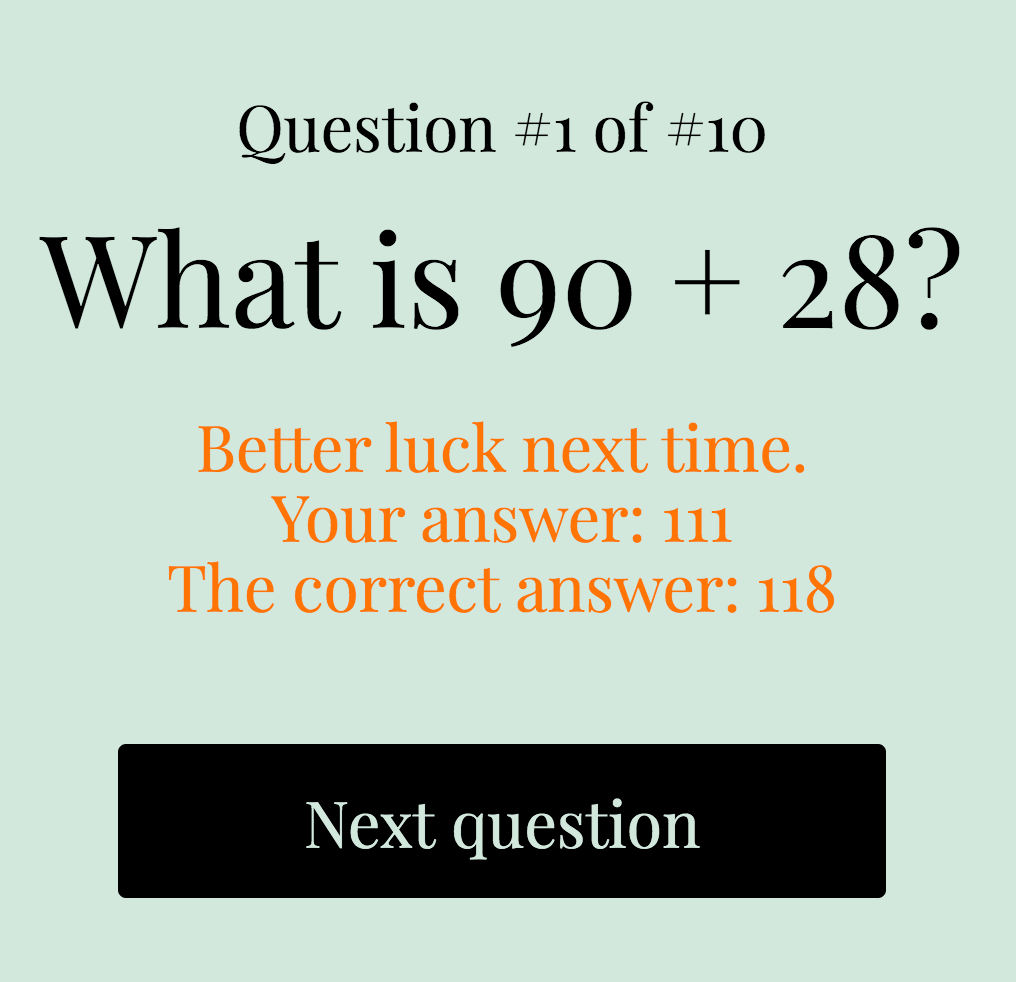 Question #1 of #10
What is 90 + 28?
Better luck next time.
Your answer: 111
The correct answer: 118
Next question